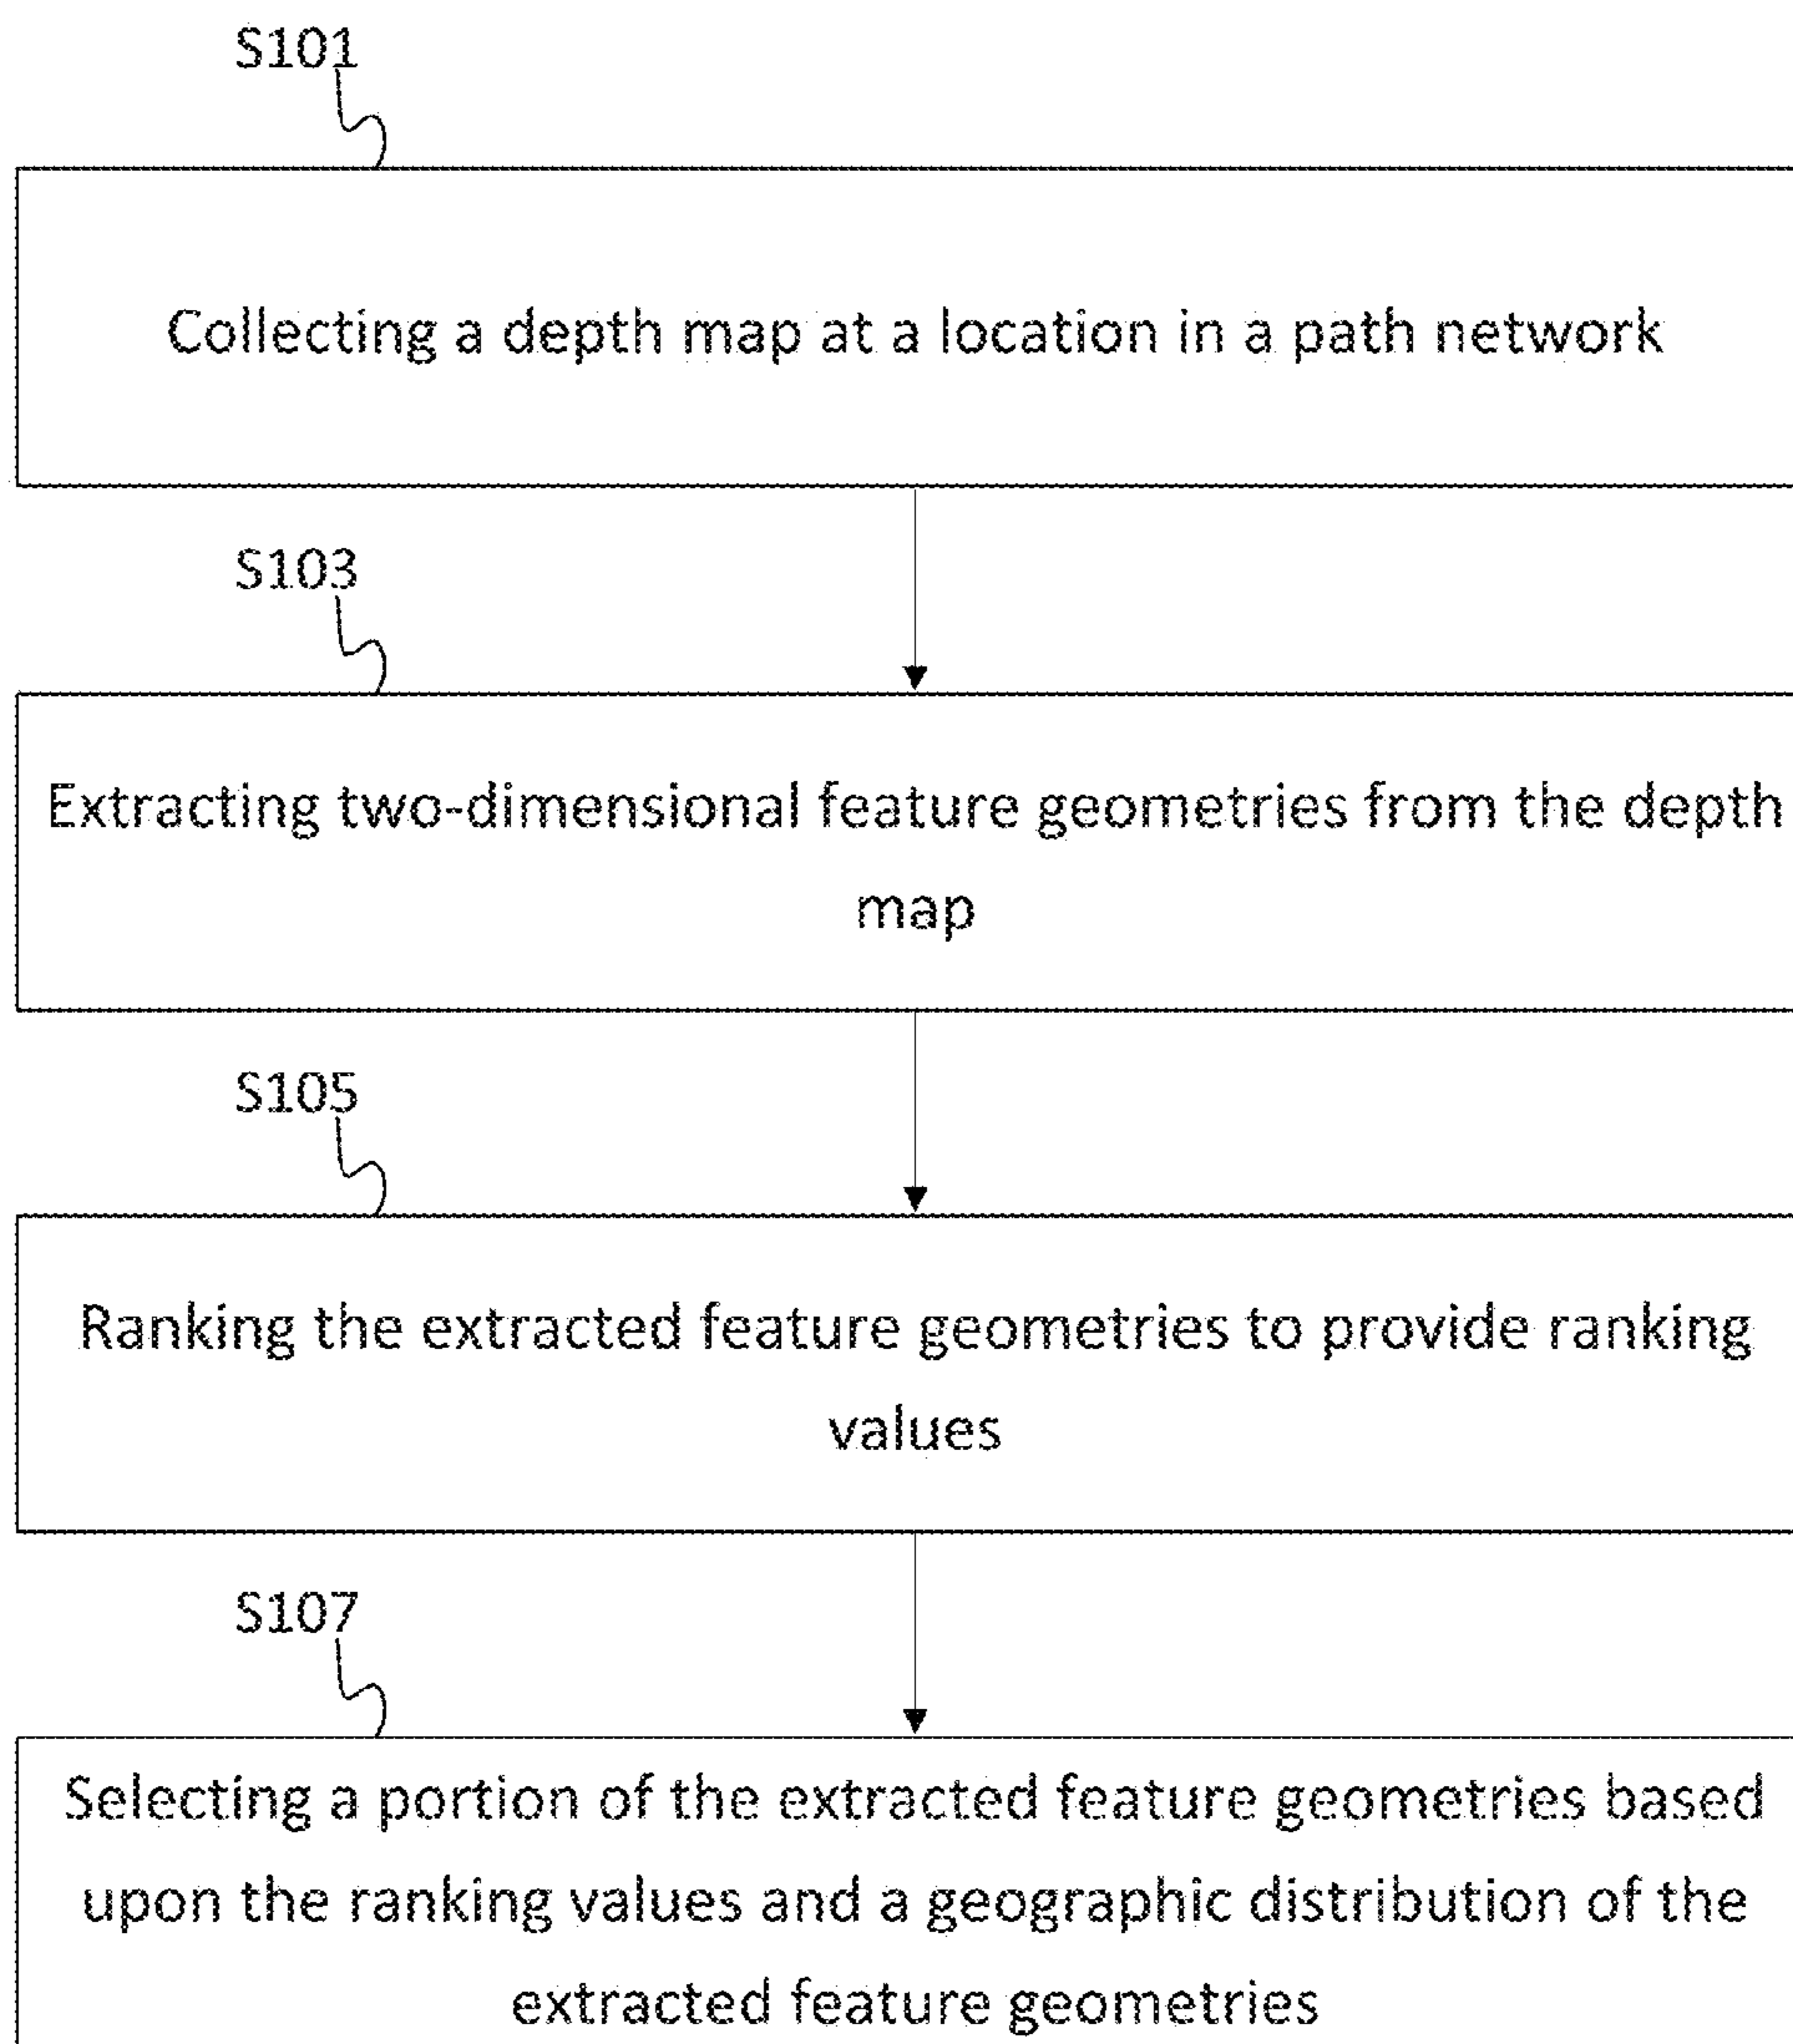 S101
Collecting a depth map at a location in a path network
S103
Extracting two-dimensional feature geometries from the depth
map
S105
Ranking the extracted feature geometries to provide ranking
values
S107
Selecting a portion of the extracted feature geometries based
upon the ranking values and a geographic distribution of the
extracted feature geometries